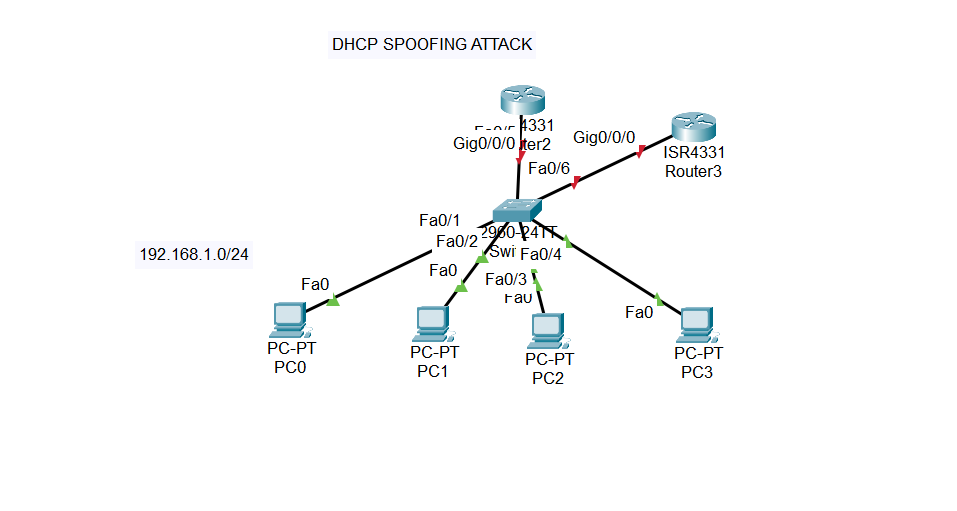 DHCP SPOOFING ATTACK
4331
Gig0/0/0
ter2
Gig0/0/0
ISR4331
Router3
Fa0/6
Fa0/1
Fa0/2
2960-24TT
Swi
Fa0/4
192.168.1.0/24
Fa0
Fa0
Fa0/3
Fa0
Fa0
PC-PT
PC0
PC-PT
PC1
PC-PT
PC2
PC-PT
PC3